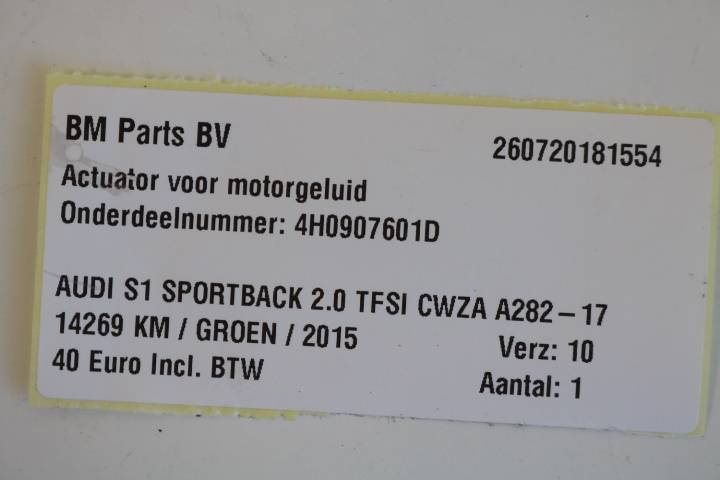 BM Parts BV 260720181554
Actuator voor motorgeluid
Onderdeelnummer: 4H0907601D
AUDI S1 SPORTBACK 2.0 TFSI CWZA A282-17
14269 KM / GROEN / 2015 Verz: 10
40 Euro Incl. BTW Aantal: 1